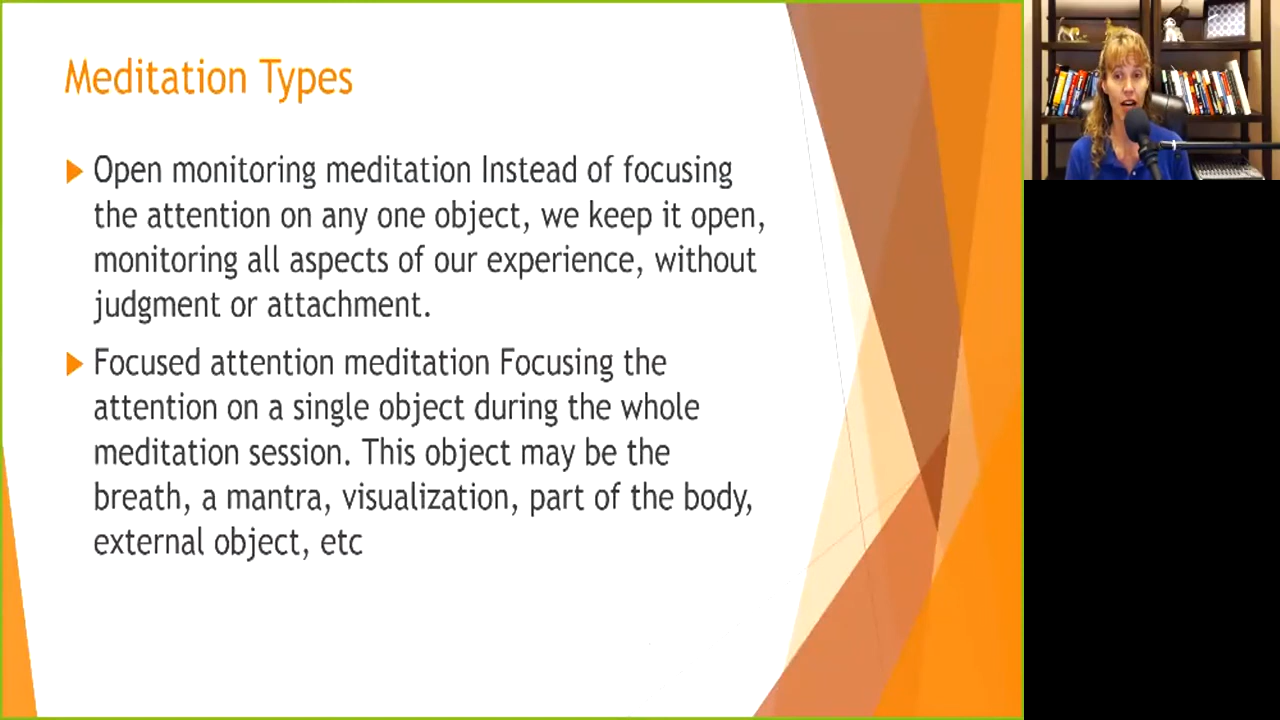 Meditation Types
Open monitoring meditation Instead of focusing
the attention on any one object, we keep it open,
monitoring all aspects of our experience, without
judgment or attachment.
Focused attention meditation Focusing the
attention on a single object during the whole
meditation session. This object may be the
breath, a mantra, visualization, part of the body,
external object, etc